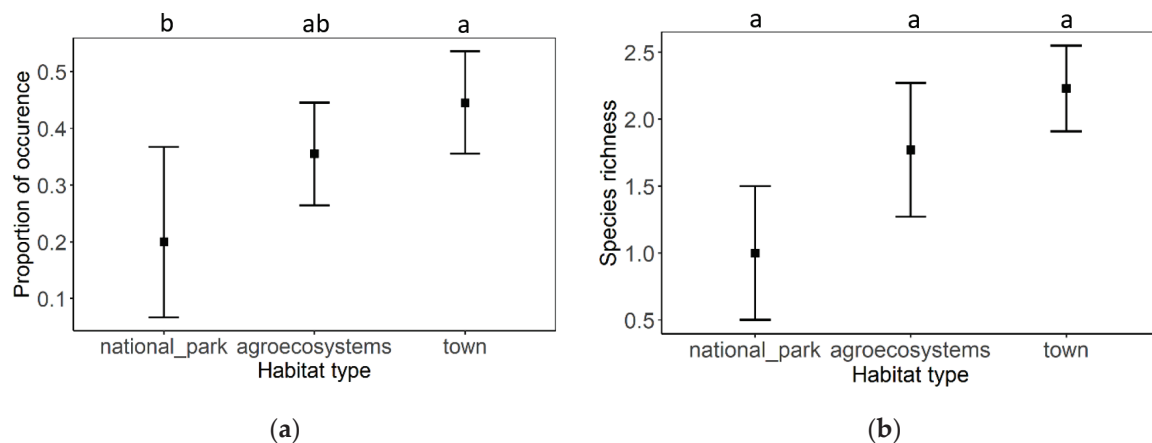 b ab a
Proportion of occurence
0.5
0.4
0.3
0.2
0.1
national_park agroecosystems town
Habitat type
(a)
a a a
Species richness
2.5
2.0
1.5
1.0
0.5
national_park agroecosystems town
Habitat type
(b)